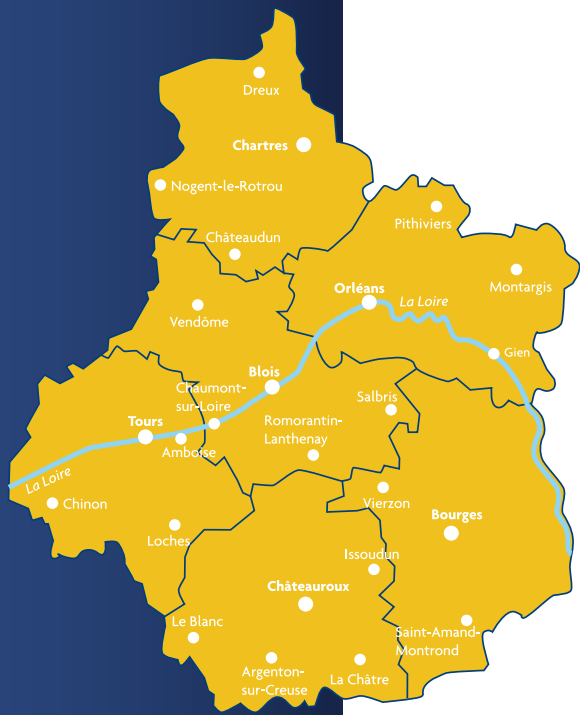 Dreux
Chartres
Nogent-le-Rotrou
Pithiviers
Châteaudun
Montargis
Orléans
La Loire
Vendôme
Gien
Blois
Chaumont-
sur-Loire
Salbris
Tours
Romorantin-
Lanthenay
Amboise
La Loire
Chinon
Vierzon
Bourges
Loches
Issoudun
Châteauroux
Le Blanc
Saint-Amand-
Montrond
Argenton-
sur-Creuse
La Châtre